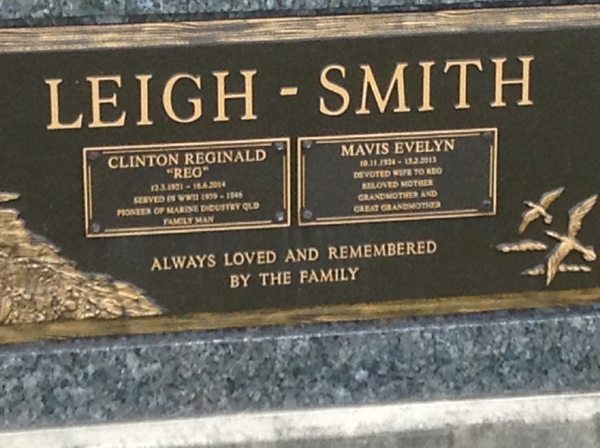 LEIGH - SMITH
CLINTON REGINALD
"REG"
12.3.1921 - 16.6.2014
SERVED IN WWII 1939 - 1946
PIONEER OF MARINE INDUSTRY QLD
FAMILY MAN
MAVIS EVELYN
10.11.1924 - 15.2.2013
DEVOTED WIFE TO REG
BELOVED MOTHER
GRANDMOTHER AND
GREAT GRANDMOTHER
ALWAYS LOVED AND REMEMBERED
BY THE FAMILY